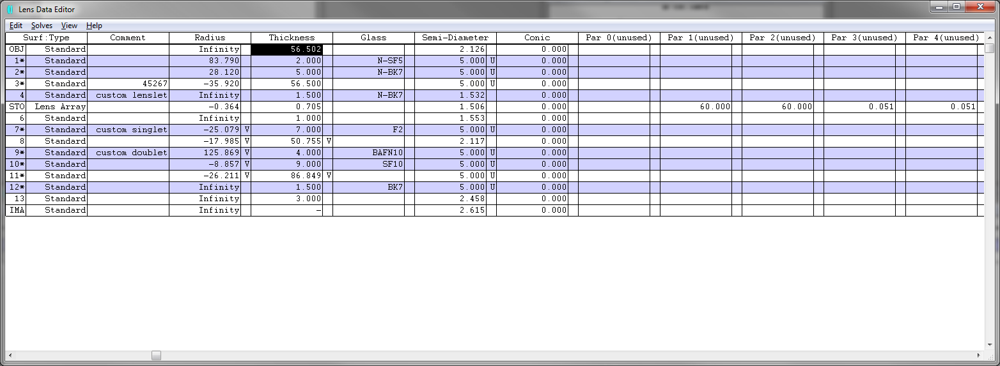 Lens Data Editor
Edit Solves View Help
Surf:Type Comment Radius Thickness Glass Semi-Diameter Conic Par 0(unused) Par 1(unused) Par 2(unused) Par 3(unused) Par 4(unused)
OBJ Standard Infinity 56.502 2.126 0.000
1* Standard 83.790 2.000 N-SF5 5.000 U 0.000
2* Standard 28.120 5.000 N-BK7 5.000 U 0.000
3* Standard 45267 -35.920 56.500 5.000 U 0.000
4 Standard custom lenslet Infinity 1.500 N-BK7 1.532 0.000
STO Lens Array -0.364 0.705 1.506 0.000 60.000 60.000 0.051 0.051
6 Standard Infinity 1.000 1.553 0.000
7* Standard custom singlet -25.079 V 7.000 F2 5.000 U 0.000
8 Standard -17.985 V 50.755 V 2.117 0.000
9* Standard custom doublet 125.869 V 4.000 BAFN10 5.000 U 0.000
10* Standard -8.857 V 9.000 SF10 5.000 U 0.000
11* Standard -26.211 V 86.849 V 5.000 U 0.000
12* Standard Infinity 1.500 BK7 5.000 U 0.000
13 Standard Infinity 3.000 2.458 0.000
IMA Standard Infinity - 2.615 0.000